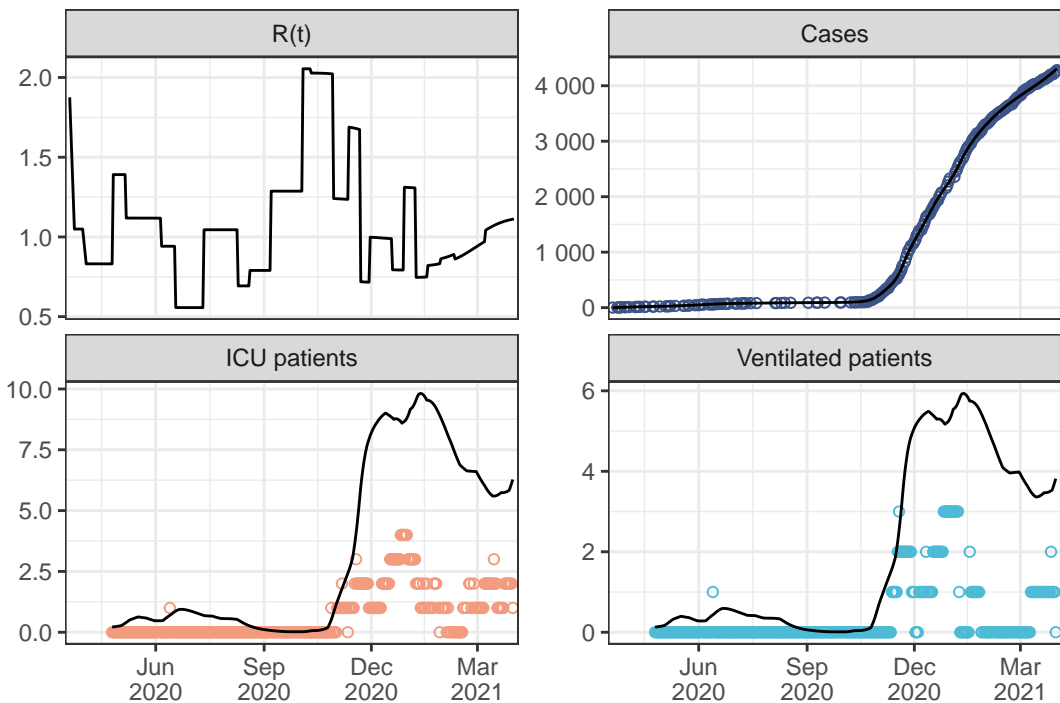 R(t)
Cases
2.0
1.5
1.0
0.5
4 000
3 000
2 000
1 000
0
ICU patients
Ventilated patients
10.0
7.5
5.0
2.5
0.0
6
4
2
0
Jun
2020
Sep
2020
Dec
2020
Mar
2021
Jun
2020
Sep
2020
Dec
2020
Mar
2021